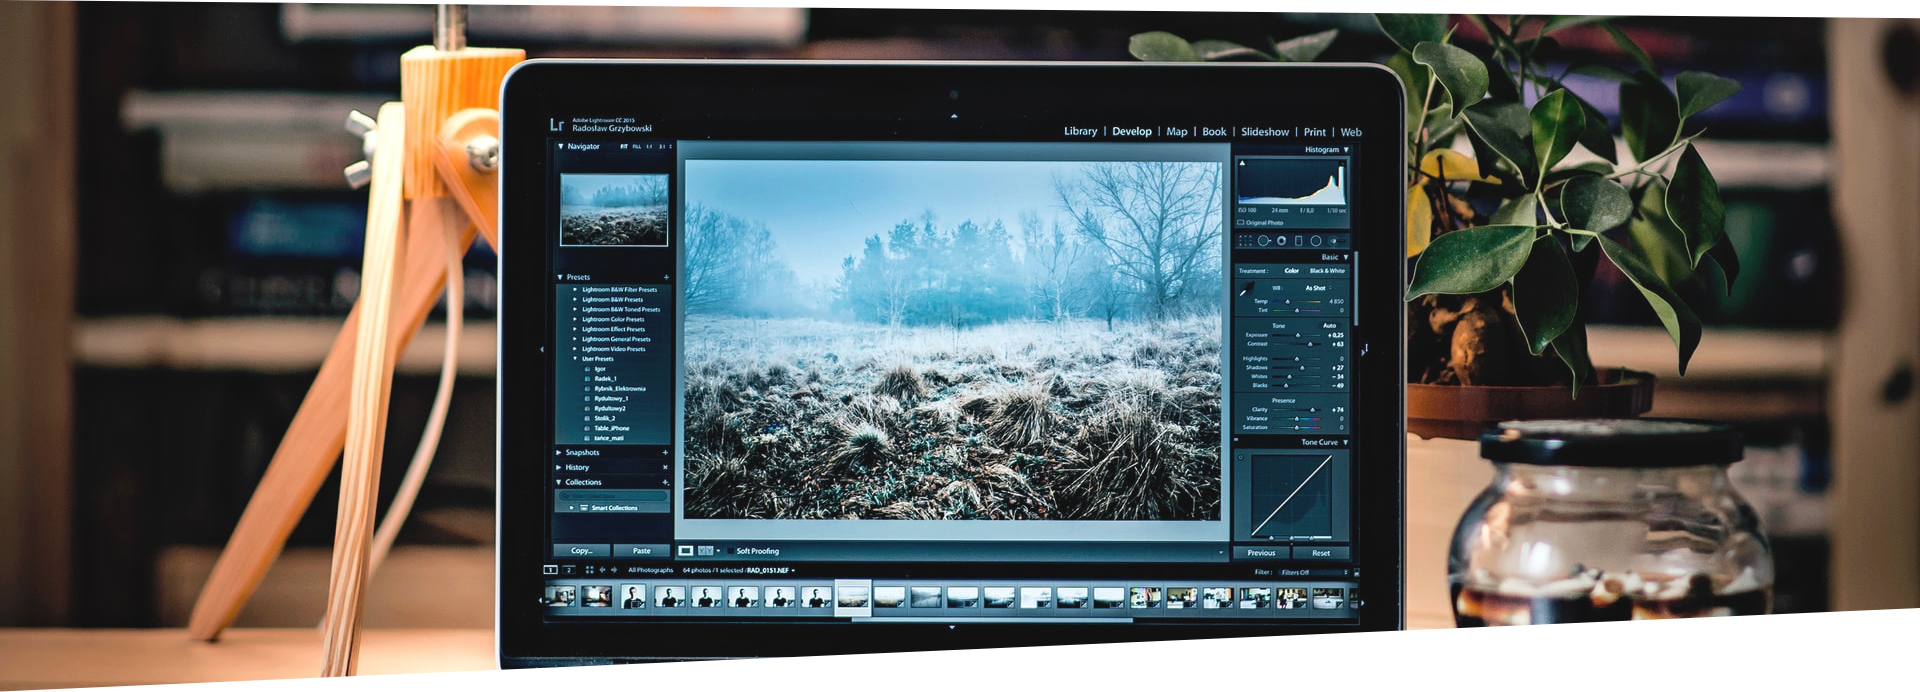 Lr
Adobe Lightroom CC 2015
Radosław Grzybowski
Library | Develop | Map | Book | Slideshow | Print | Web
Navigator FIT FILL 1:1 3:1
Presets
Lightroom B&W Filter Presets
Lightroom B&W Presets
Lightroom B&W Toned Presets
Lightroom Color Presets
Lightroom Effect Presets
Lightroom General Presets
Lightroom Video Presets
User Presets
Igor
Radek_1
Rybnik_Elektrownia
Rydultowy_1
Rydultowy2
Stolik_2
Table_iPhone
tańce_mati
Snapshots
History
Collections
Smart Collections
Copy... Paste
Soft Proofing
Histogram
ISO 100 24 mm f / 8,0 1/10 sec
Original Photo
Basic
Treatment: Color Black & White
WB: As Shot
Temp 4 850
Tint 0
Tone Auto
Exposure + 0,25
Contrast + 63
Highlights 0
Shadows + 27
Whites - 34
Blacks - 49
Presence
Clarity + 74
Vibrance 0
Saturation 0
Tone Curve
Previous Reset
1 2 All Photographs 64 photos / 1 selected / RAD_0151.NEF
Filter: Filters Off